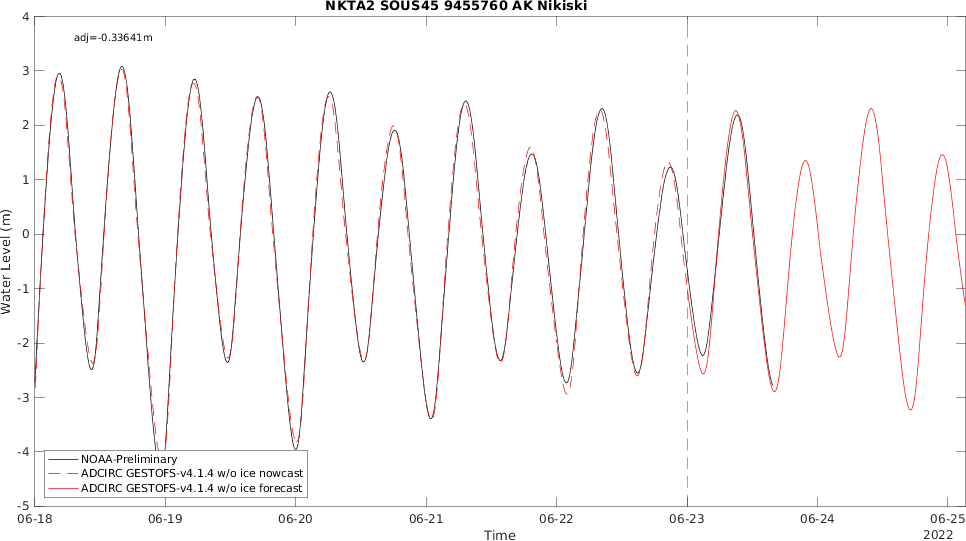 NKTA2 SOUS45 9455760 AK Nikiski
4
adj=-0.33641m
3
2
1
0
-1
-2
-3
-4
-5
Water Level (m)
NOAA-Preliminary
ADCIRC GESTOFS-v4.1.4 w/o ice nowcast
ADCIRC GESTOFS-v4.1.4 w/o ice forecast
06-18 06-19 06-20 06-21 06-22 06-23 06-24 06-25
Time
2022